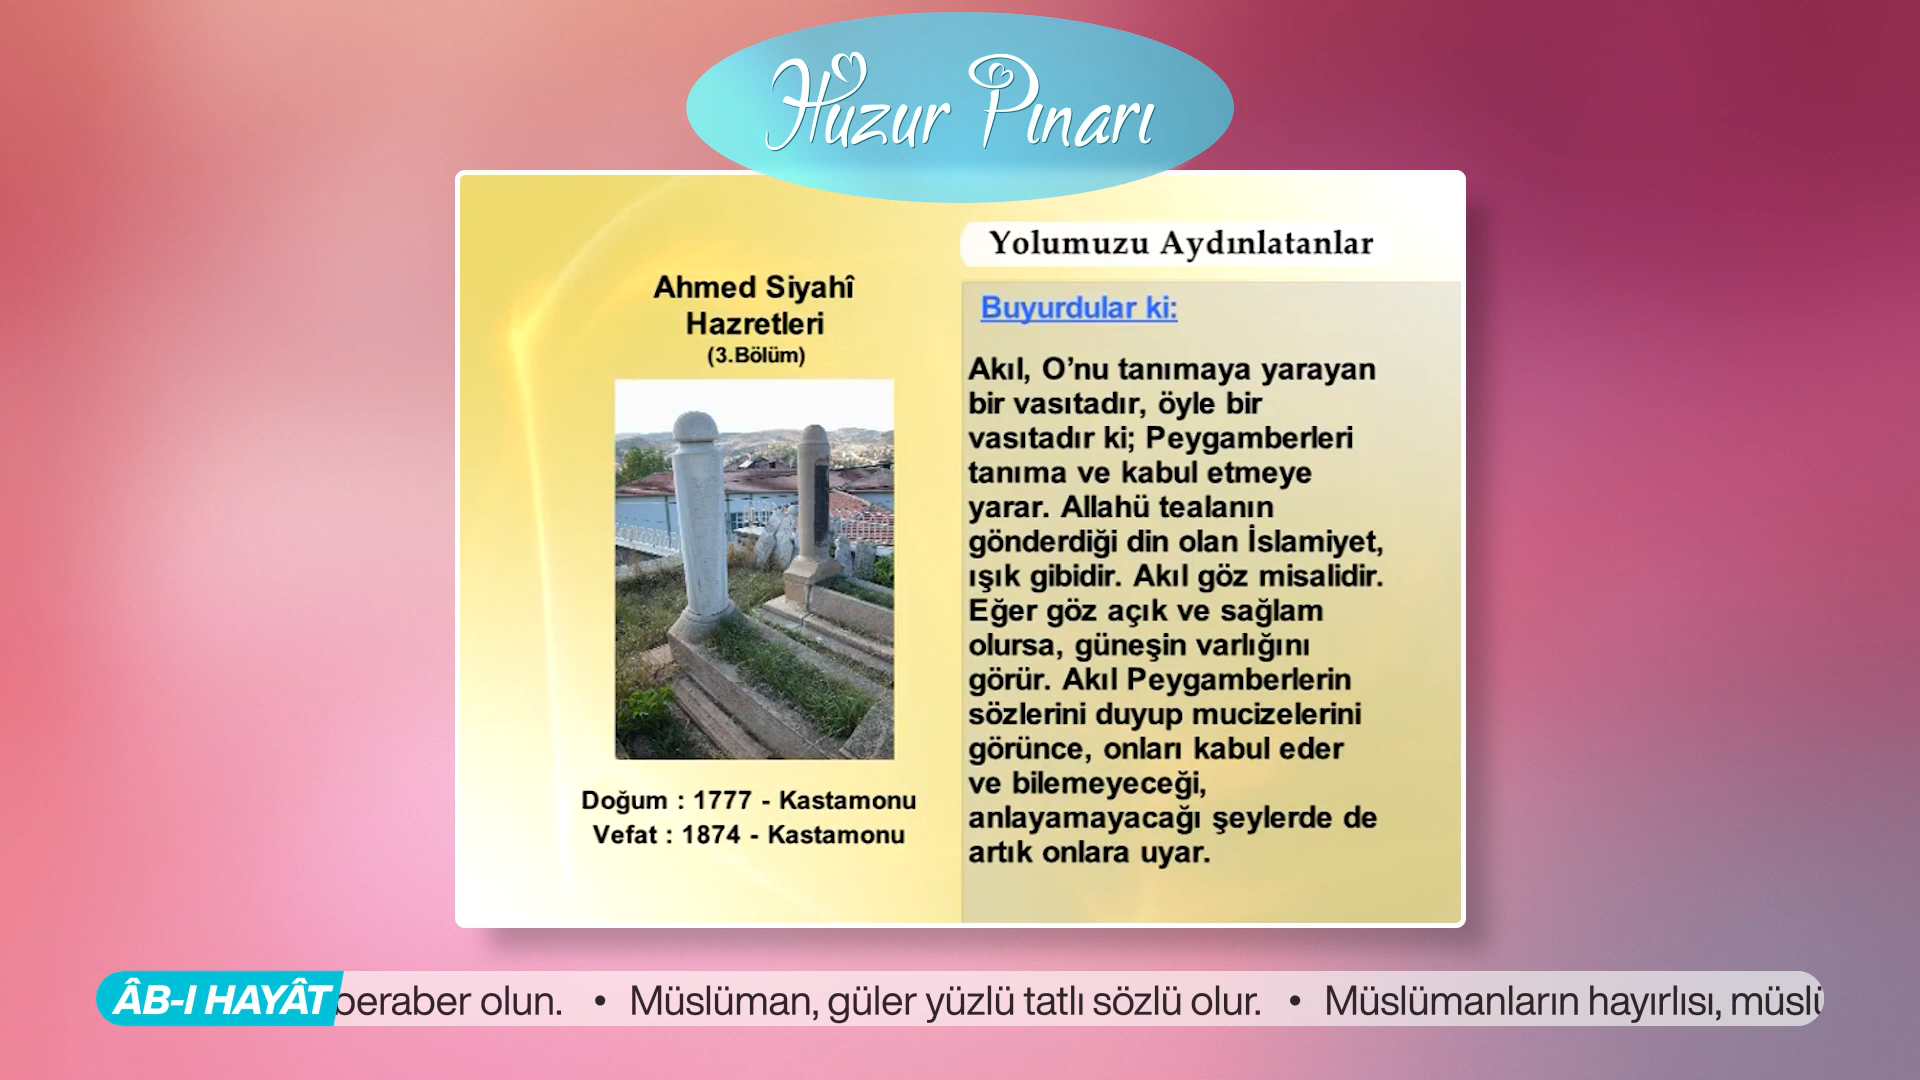 Huzur Pınarı
Ahmed Siyahî
Hazretleri
(3.Bölüm)
Doğum : 1777 - Kastamonu
Vefat : 1874 - Kastamonu
Yolumuzu Aydınlatanlar
Buyurdular ki:
Akıl, O’nu tanımaya yarayan
bir vasıtadır, öyle bir
vasıtadır ki; Peygamberleri
tanıma ve kabul etmeye
yarar. Allahü tealanın
gönderdiği din olan İslamiyet,
ışık gibidir. Akıl göz misalidir.
Eğer göz açık ve sağlam
olursa, güneşin varlığını
görür. Akıl Peygamberlerin
sözlerini duyup mucizelerini
görünce, onları kabul eder
ve bilemeyeceği,
anlayamayacağı şeylerde de
artık onlara uyar.
ÂB-I HAYÂT beraber olun. • Müslüman, güler yüzlü tatlı sözlü olur. • Müslümanların hayırlısı,